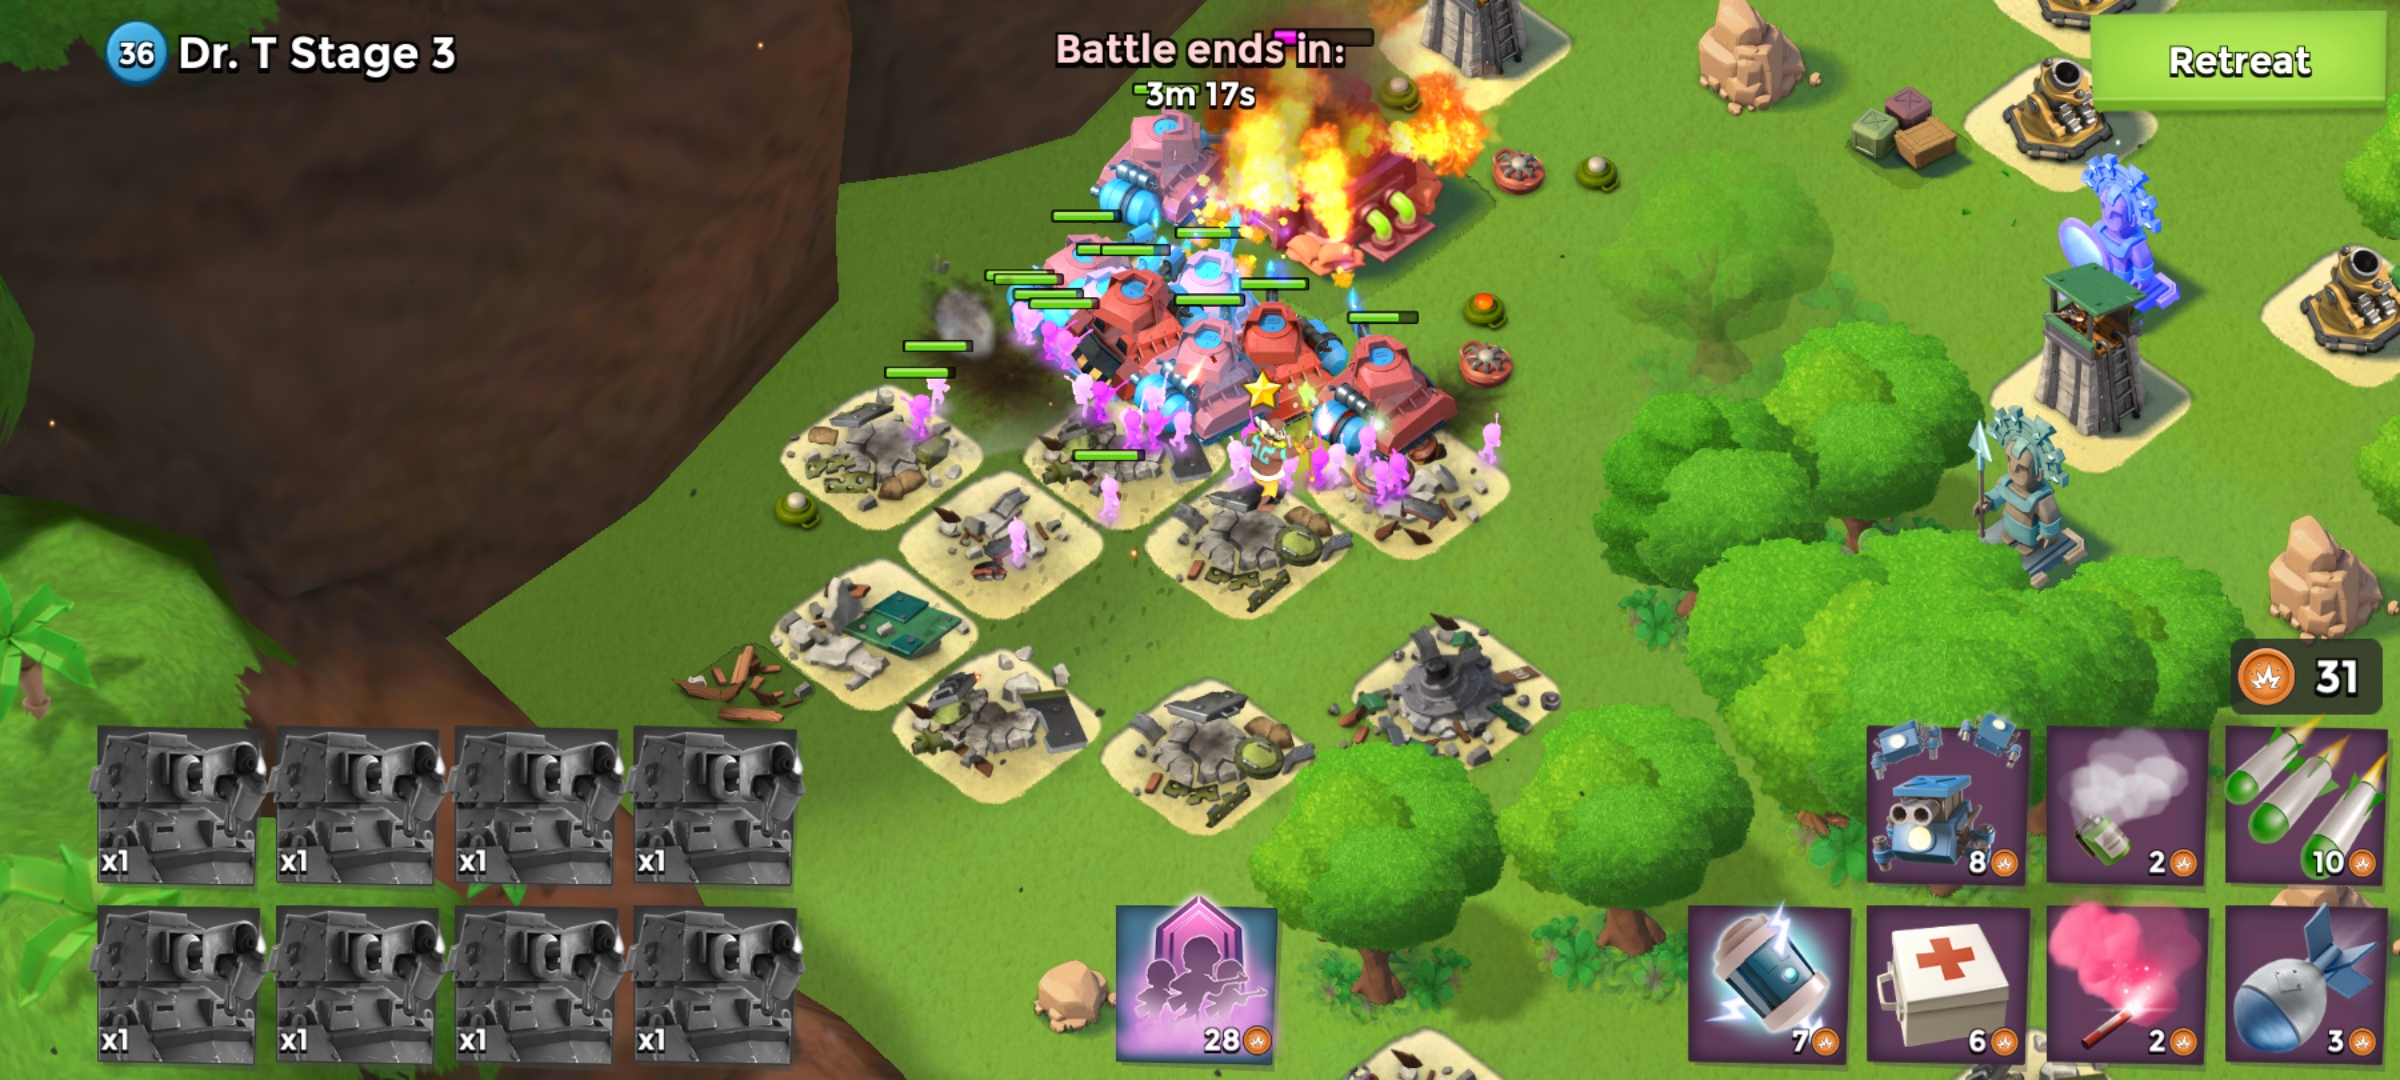 36 Dr. T Stage 3
Battle ends in:
3m 17s
Retreat
31
x1 x1 x1 x1
8 2 10
x1 x1 x1 x1
28
7 6 2 3